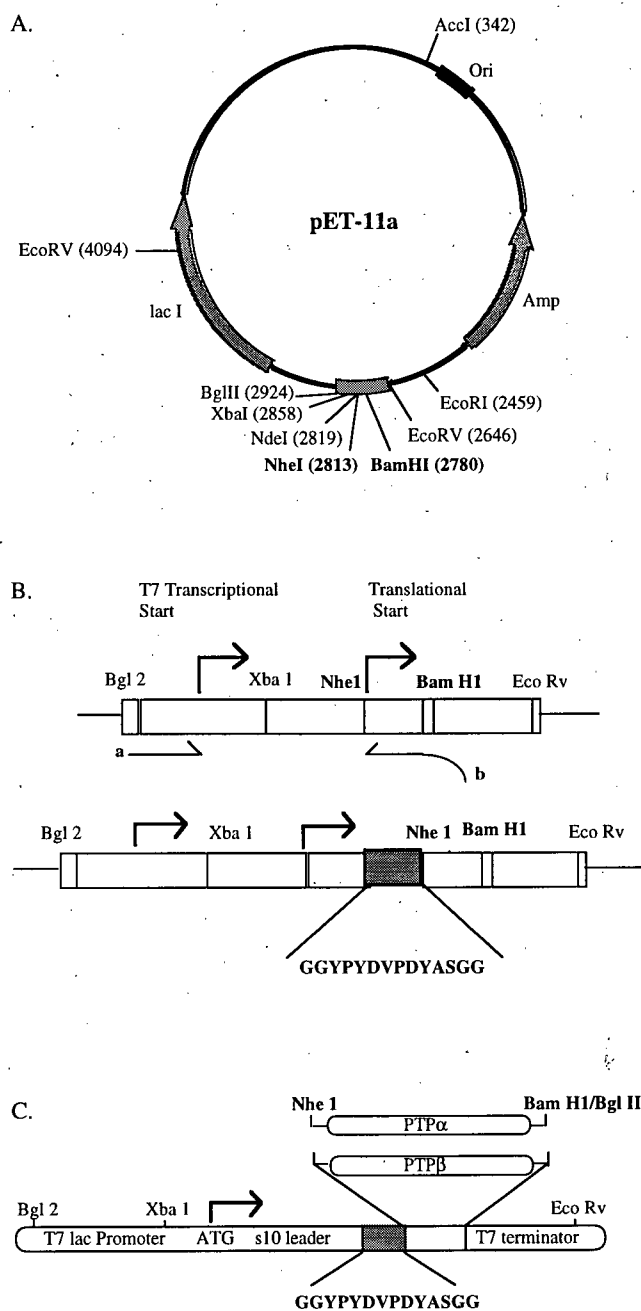 A.
AccI (342)
Ori
pET-11a
EcoRV (4094)
lac I
Amp
BglII (2924)
XbaI (2858)
NdeI (2819)
NheI (2813)
BamHI (2780)
EcoRV (2646)
EcoRI (2459)
B.
T7 Transcriptional
Start
Translational
Start
Bgl 2
Xba 1
Nhe1
Bam H1
Eco Rv
a
b
Bgl 2
Xba 1
Nhe 1
Bam H1
Eco Rv
GGYPYDVPDYASGG
C.
Nhe 1
Bam H1/Bgl II
PTPα
PTPβ
Bgl 2
Xba 1
Eco Rv
T7 lac Promoter
ATG
s10 leader
T7 terminator
GGYPYDVPDYASGG